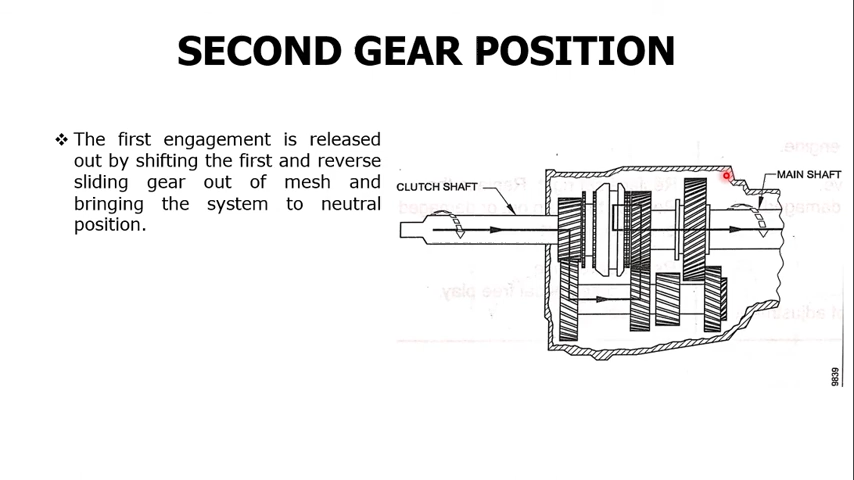 SECOND GEAR POSITION
❖ The first engagement is released
out by shifting the first and reverse
sliding gear out of mesh and
bringing the system to neutral
position.
CLUTCH SHAFT
MAIN SHAFT
9839